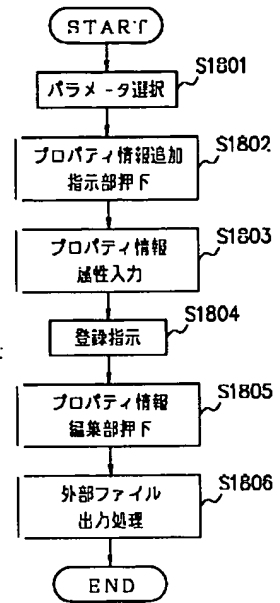 START
S1801
パラメータ選択
S1802
プロパティ情報追加
指示部押下
S1803
プロパティ情報
属性入力
S1804
登録指示
S1805
プロパティ情報
編集部押下
S1806
外部ファイル
出力処理
END